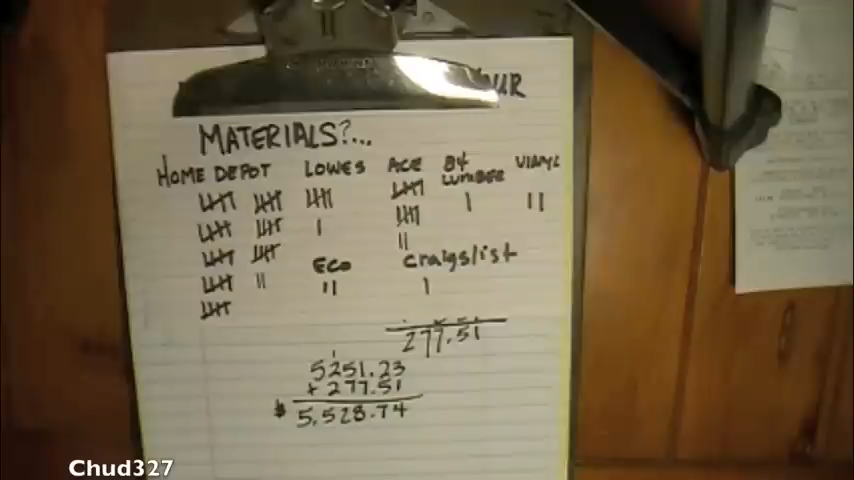 UR
MATERIALS?...
HOME DEPOT LOWES ACE 84 LUMBER VINYL
ECO Craigslist
277.51
1
5251.23
+ 277.51
$ 5,528.74
Chud327